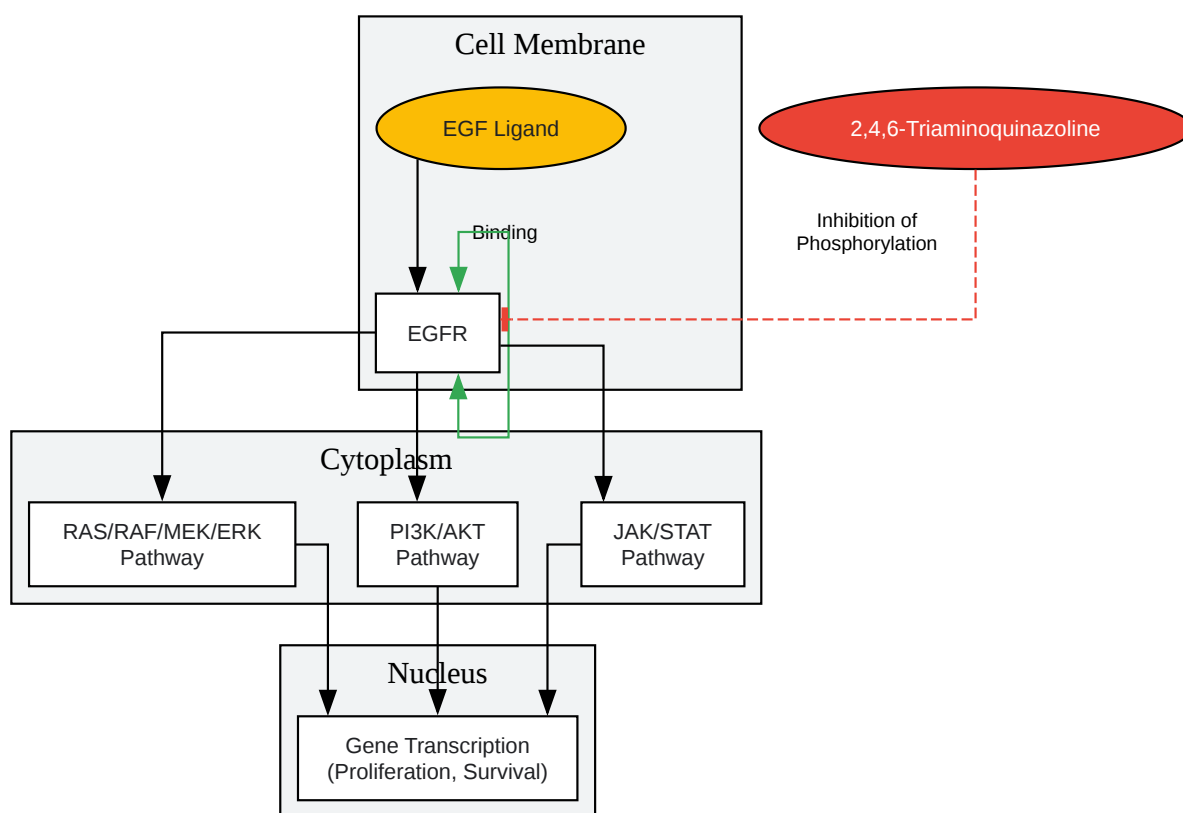 Cell Membrane
EGF Ligand
2,4,6-Triaminoquinazoline
Binding
Inhibition of
Phosphorylation
EGFR
Cytoplasm
RAS/RAF/MEK/ERK
Pathway
PI3K/AKT
Pathway
JAK/STAT
Pathway
Nucleus
Gene Transcription
(Proliferation, Survival)